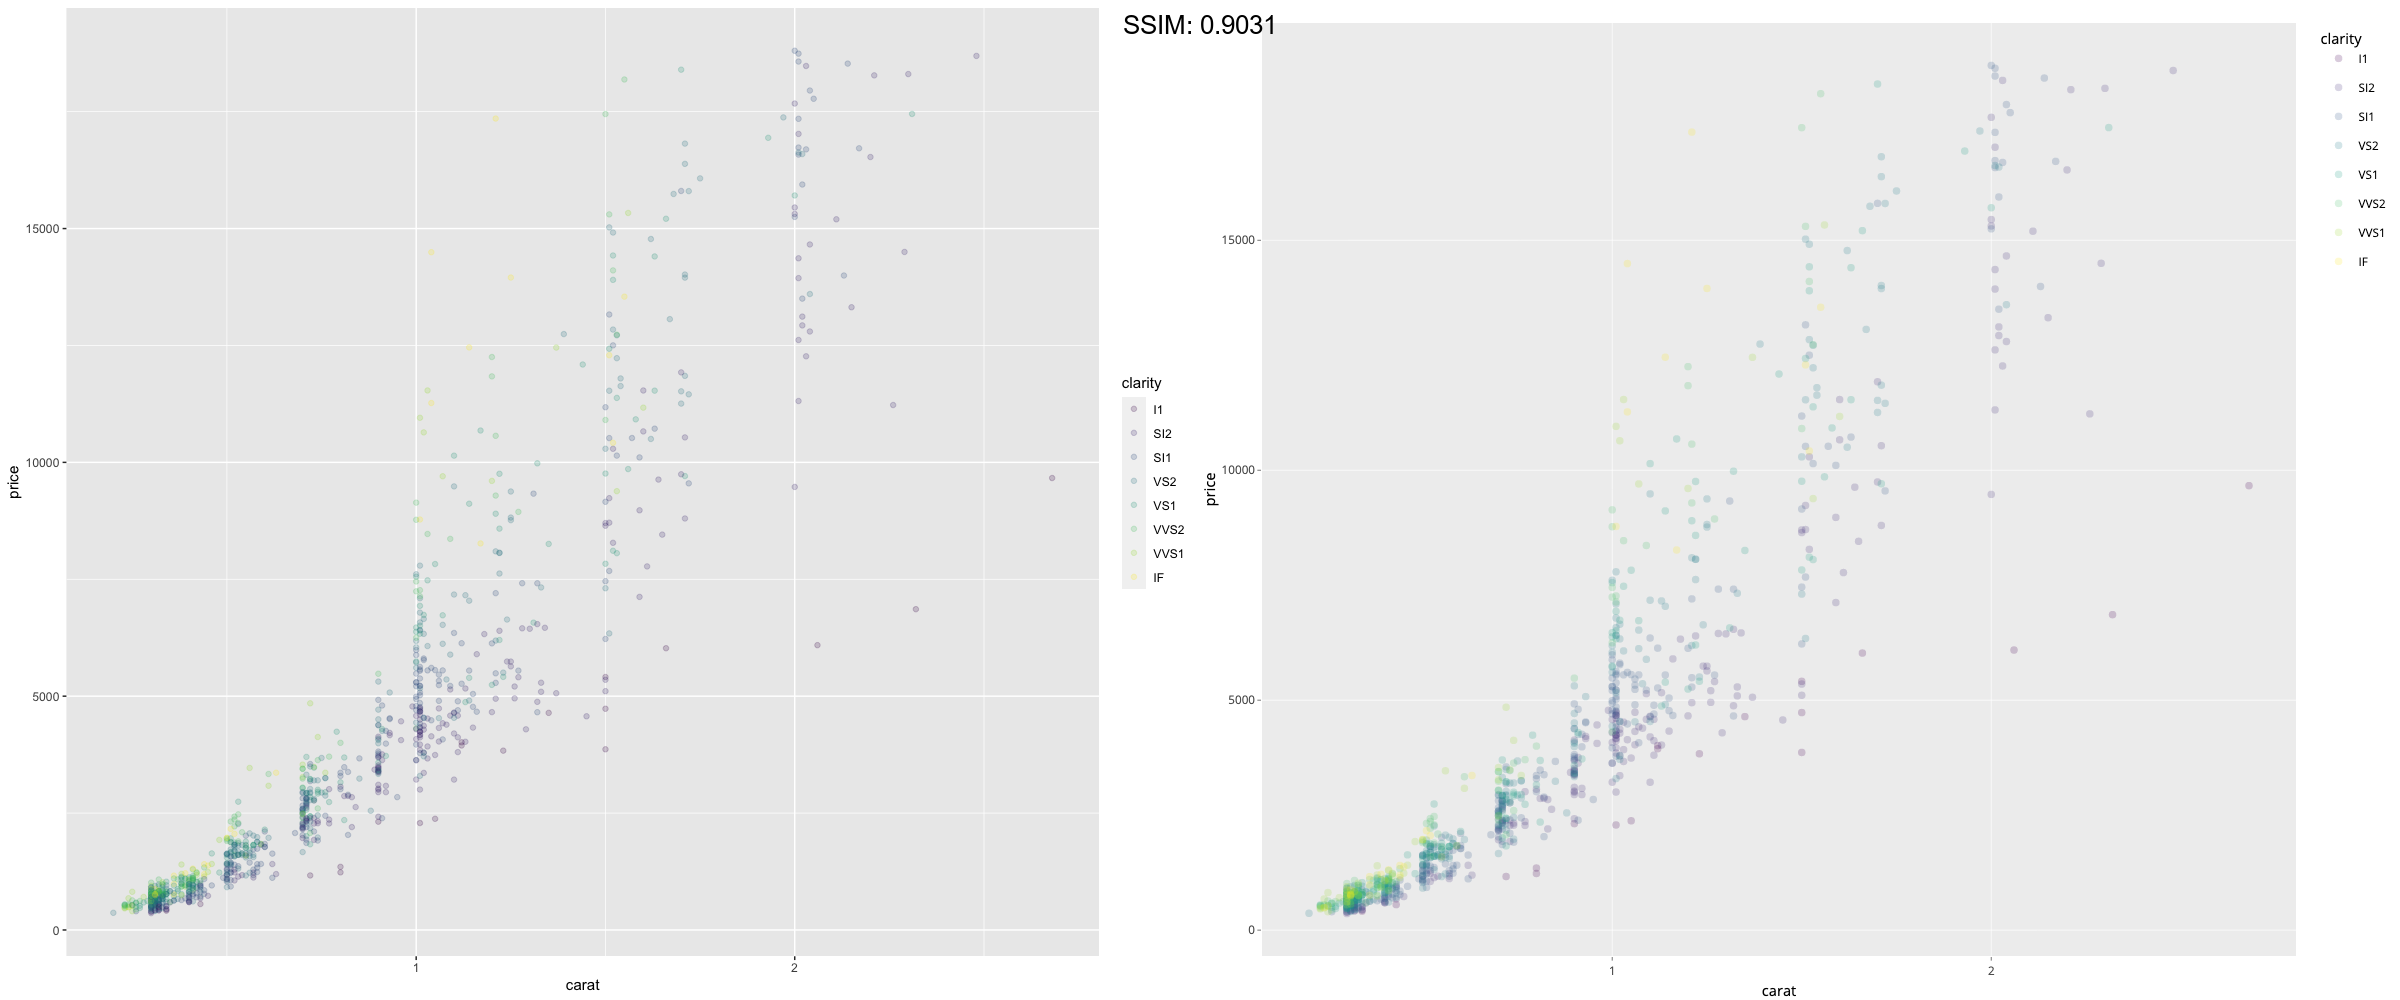 SSIM: 0.9031
15000
10000
5000
0
price
1
2
carat
clarity
I1
SI2
SI1
VS2
VS1
VVS2
VVS1
IF
15000
10000
5000
0
price
1
2
carat
clarity
I1
SI2
SI1
VS2
VS1
VVS2
VVS1
IF